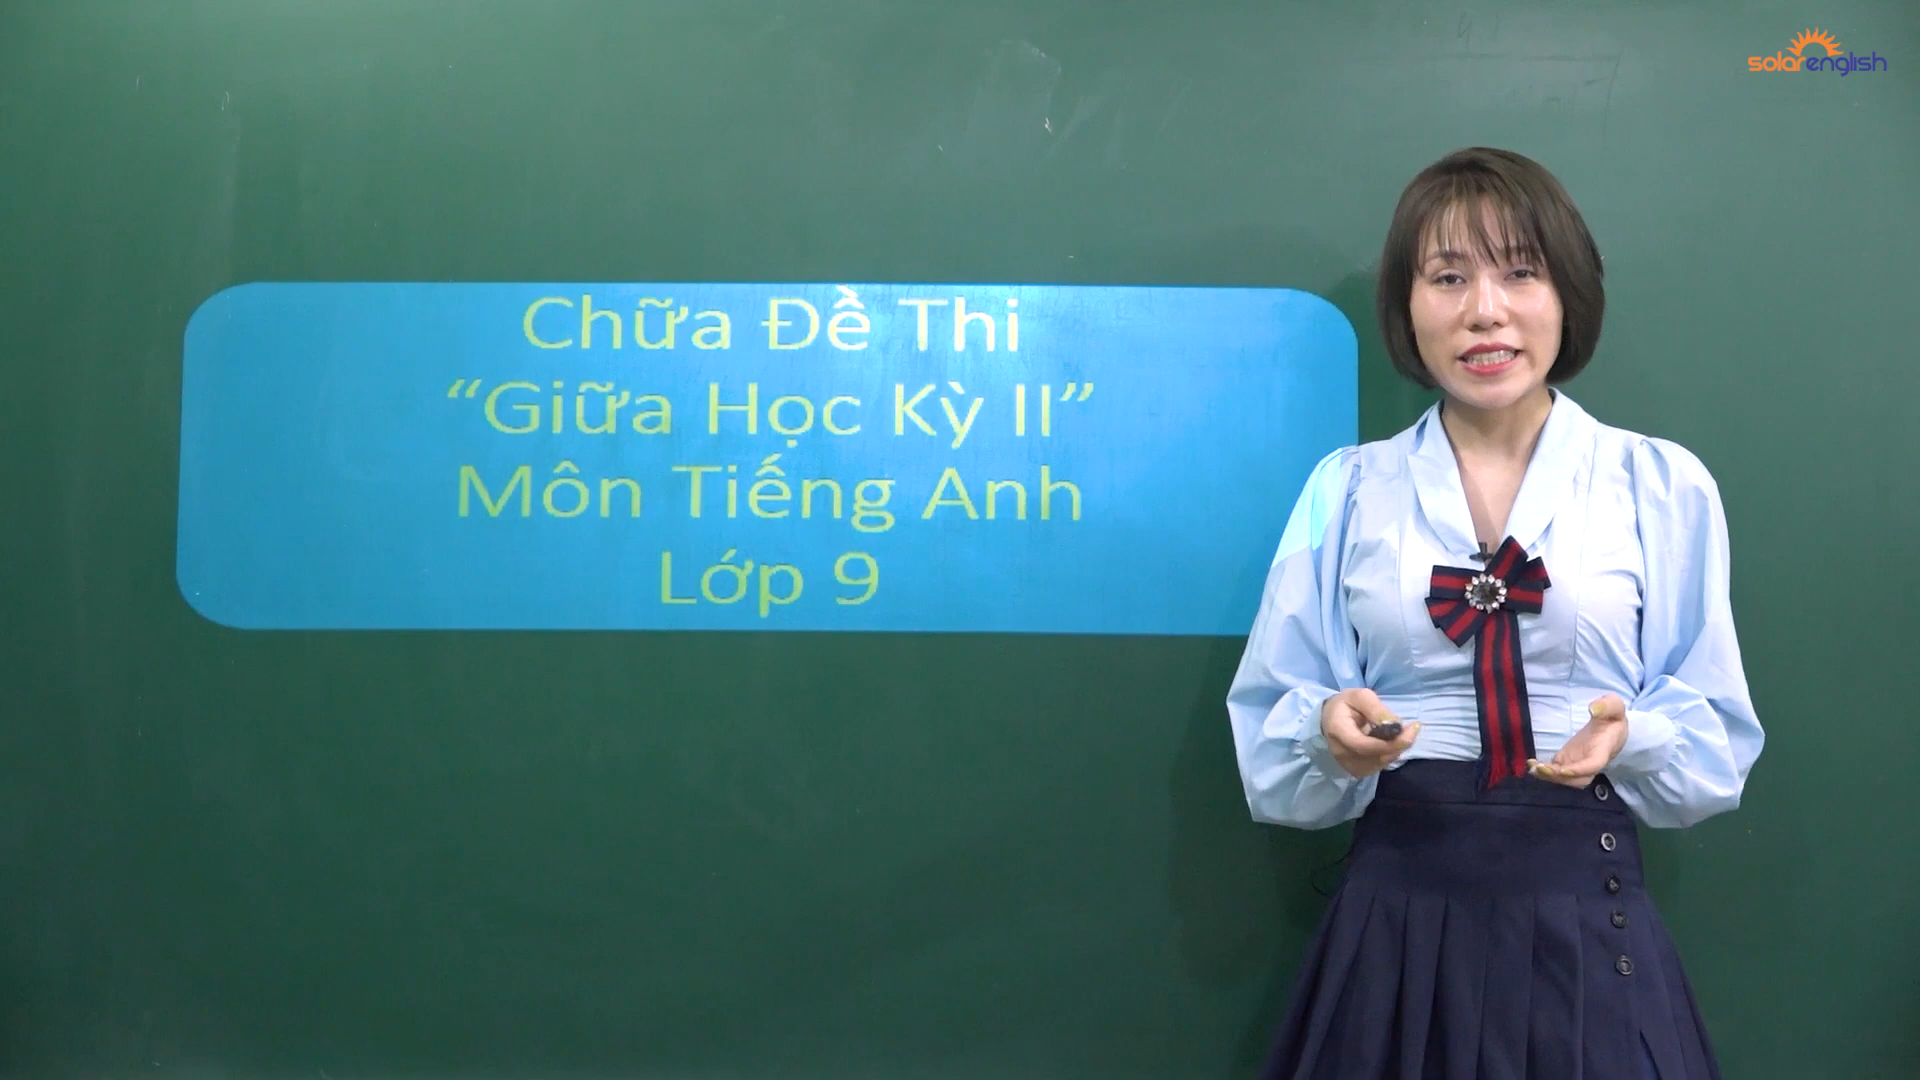 solarenglish
Chữa Đề Thi
“Giữa Học Kỳ II”
Môn Tiếng Anh
Lớp 9